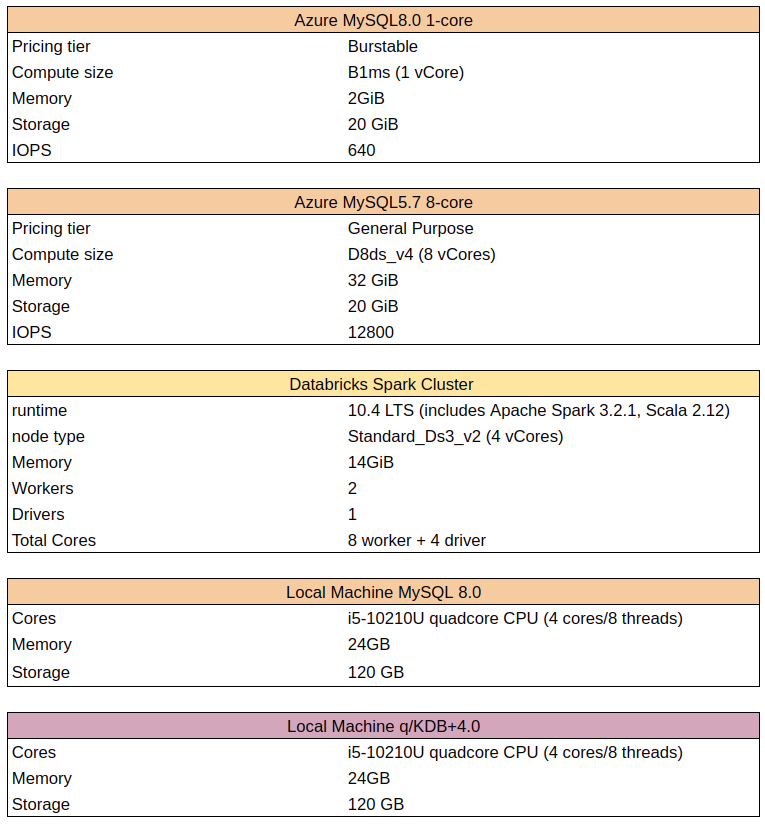 Azure MySQL8.0 1-core
Pricing tier Burstable
Compute size B1ms (1 vCore)
Memory 2GiB
Storage 20 GiB
IOPS 640
Azure MySQL5.7 8-core
Pricing tier General Purpose
Compute size D8ds_v4 (8 vCores)
Memory 32 GiB
Storage 20 GiB
IOPS 12800
Databricks Spark Cluster
runtime 10.4 LTS (includes Apache Spark 3.2.1, Scala 2.12)
node type Standard_Ds3_v2 (4 vCores)
Memory 14GiB
Workers 2
Drivers 1
Total Cores 8 worker + 4 driver
Local Machine MySQL 8.0
Cores i5-10210U quadcore CPU (4 cores/8 threads)
Memory 24GB
Storage 120 GB
Local Machine q/KDB+4.0
Cores i5-10210U quadcore CPU (4 cores/8 threads)
Memory 24GB
Storage 120 GB